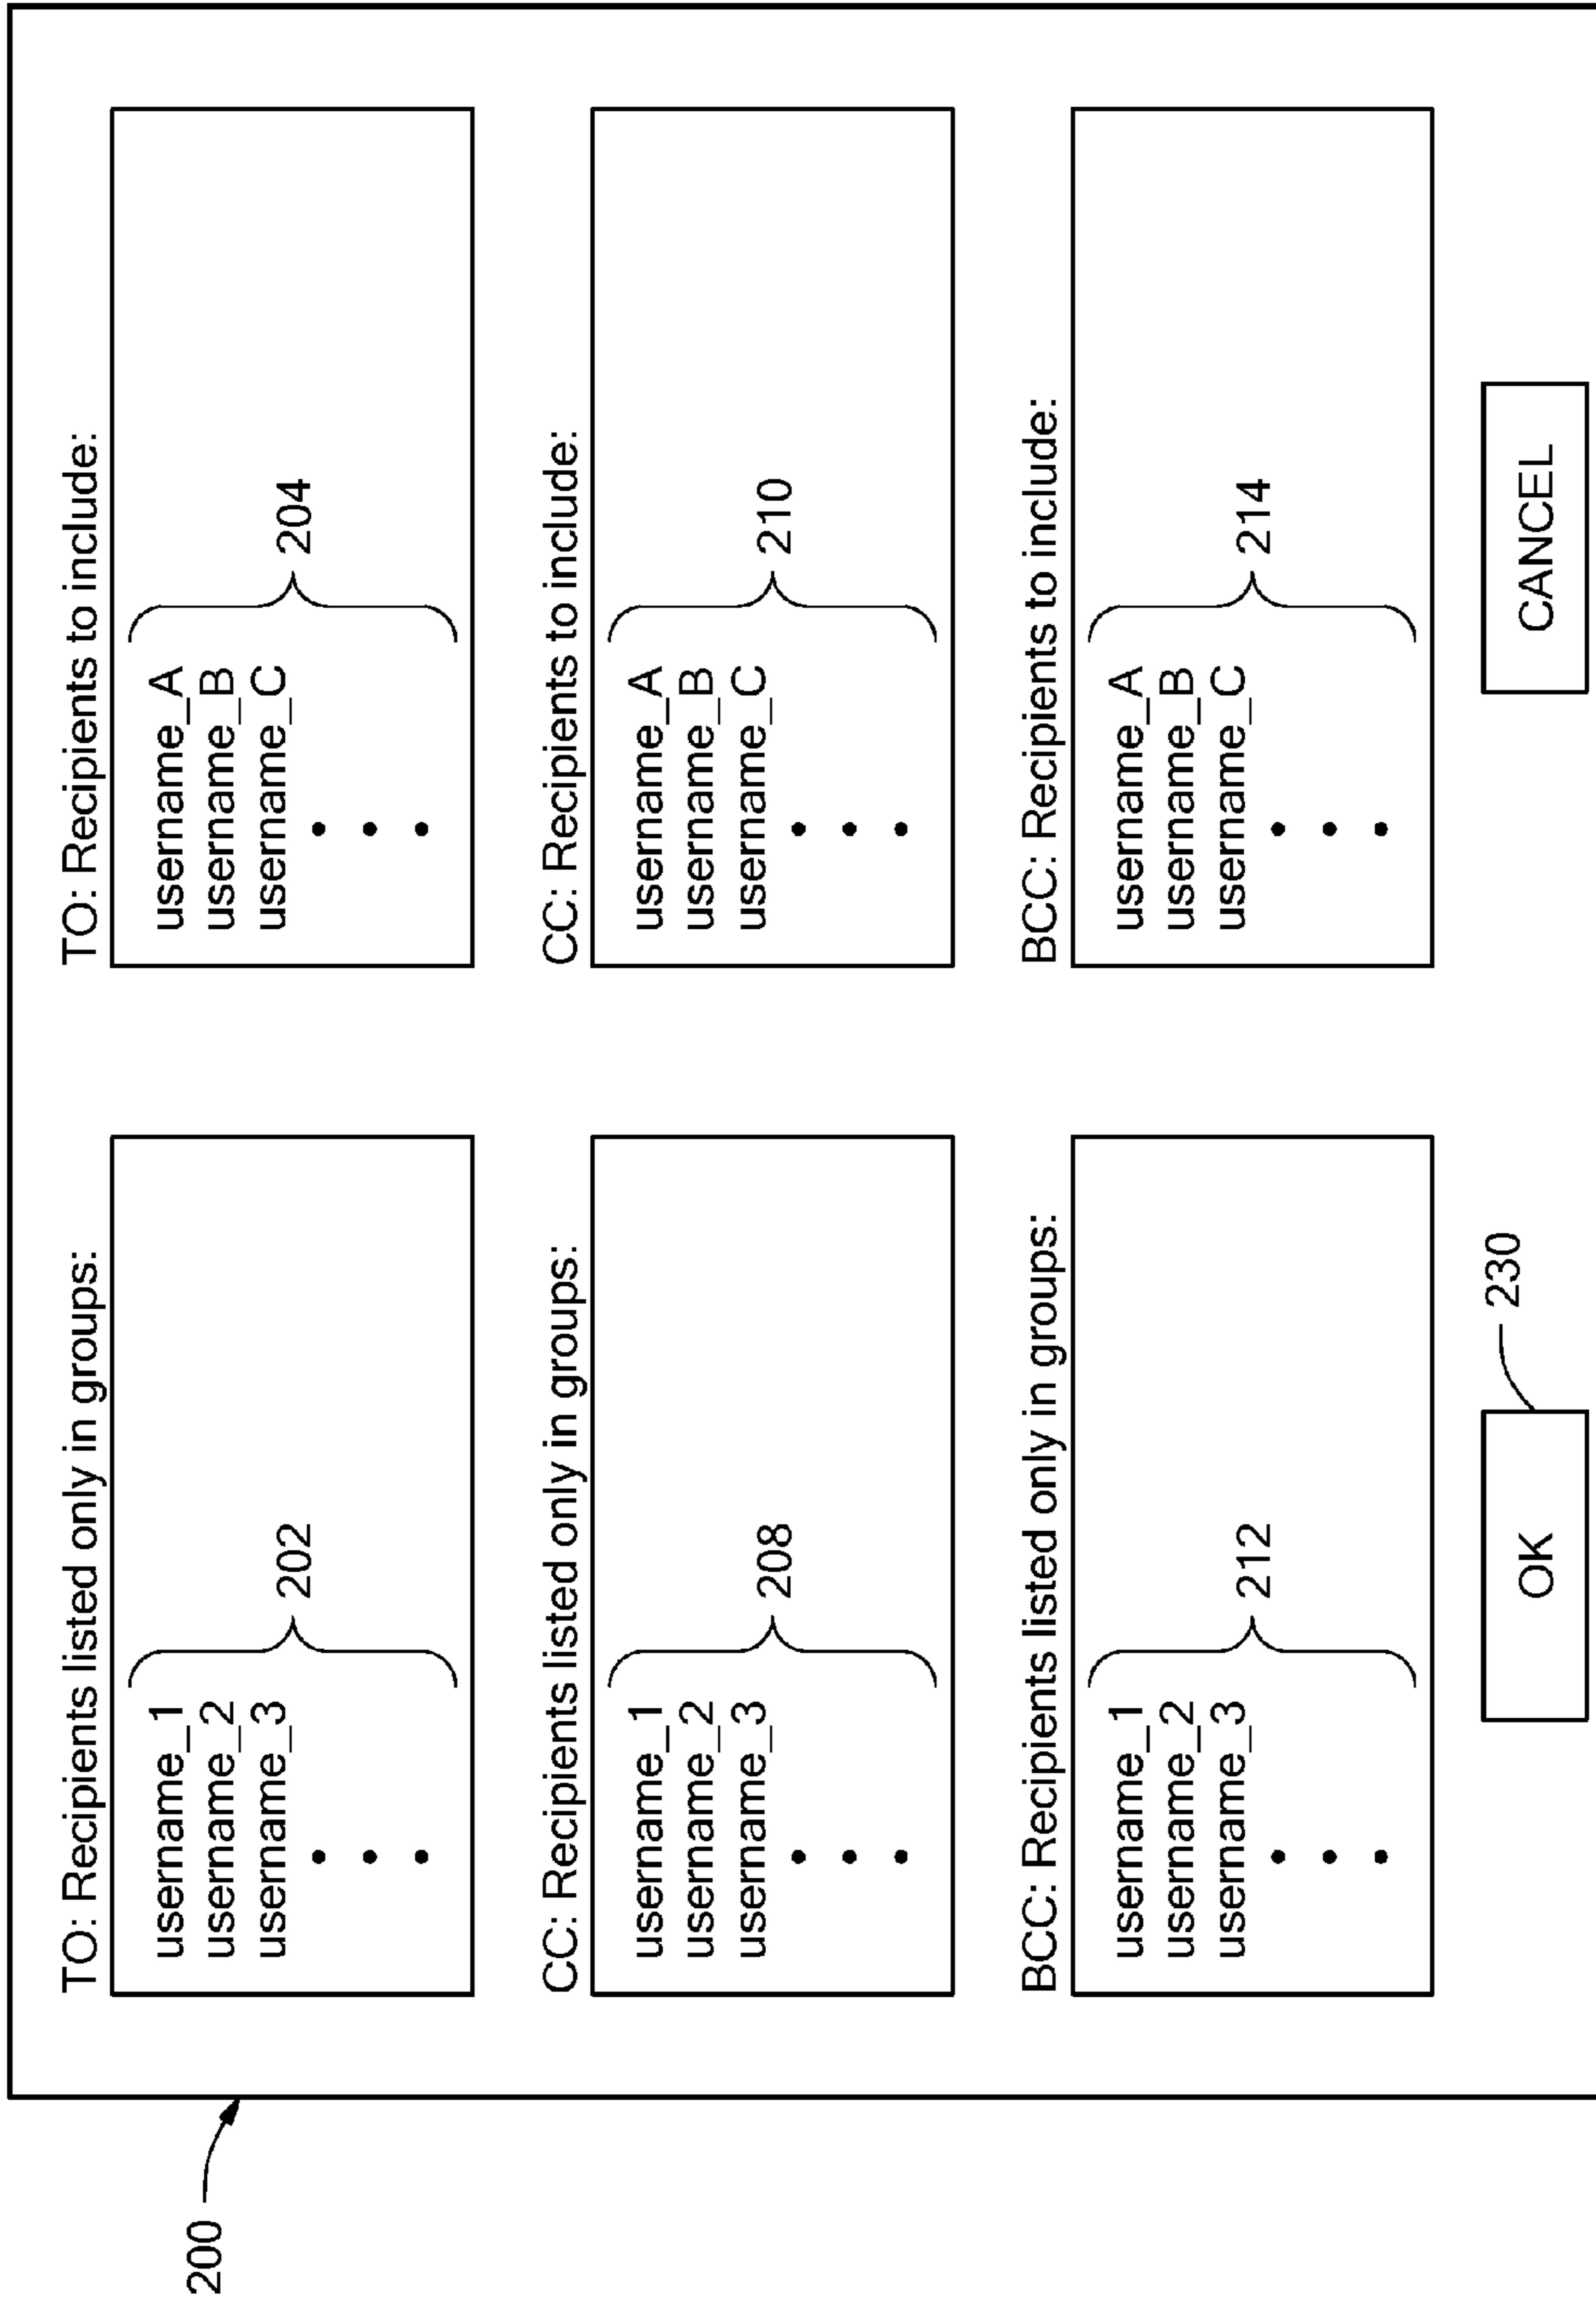 200
TO: Recipients listed only in groups:
username_1
username_2
username_3
202
TO: Recipients to include:
username_A
username_B
username_C
204
CC: Recipients listed only in groups:
username_1
username_2
username_3
208
CC: Recipients to include:
username_A
username_B
username_C
210
BCC: Recipients listed only in groups:
username_1
username_2
username_3
212
BCC: Recipients to include:
username_A
username_B
username_C
214
OK
230
CANCEL